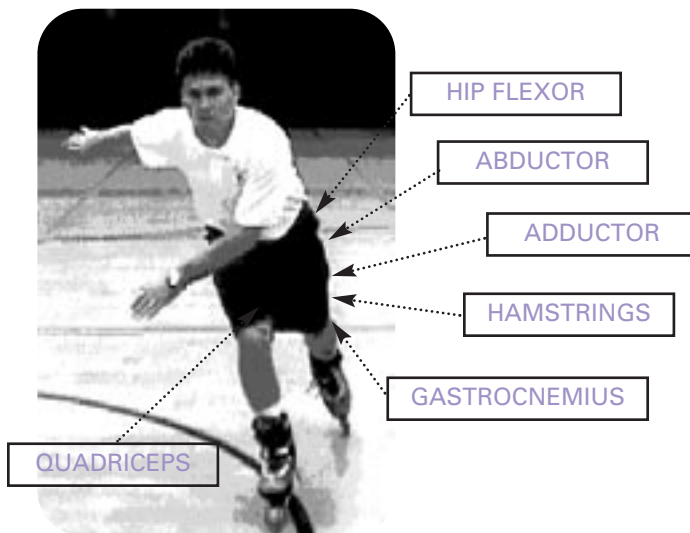 HIP FLEXOR
ABDUCTOR
ADDUCTOR
HAMSTRINGS
GASTROCNEMIUS
QUADRICEPS